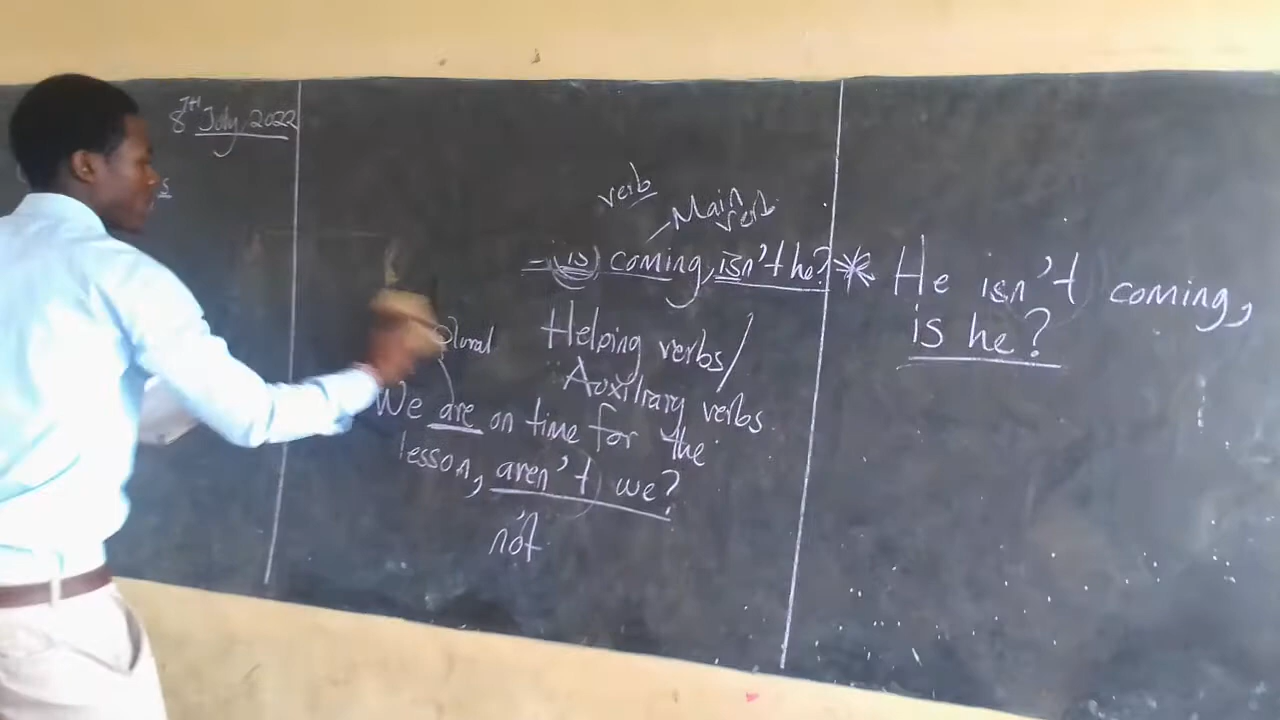 8TH July 2022
s
verb
Main
verb
- (is) coming, isn't he?
plural
Helping verbs/
Auxiliary verbs
We are on time for the
lesson, aren't we?
not
* He isn't coming,
is he?